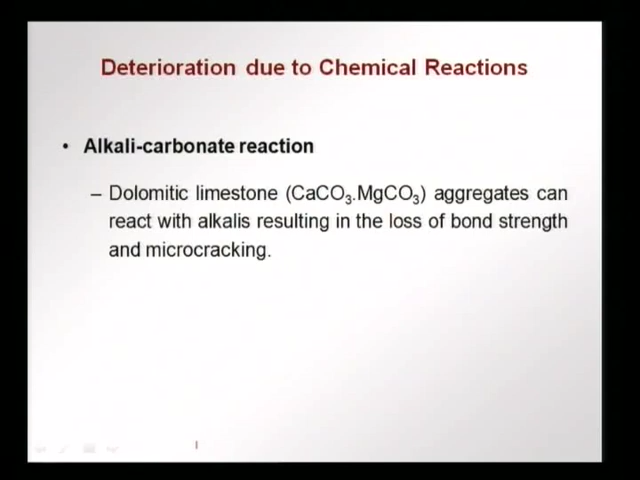 Deterioration due to Chemical Reactions
• Alkali-carbonate reaction
– Dolomitic limestone (CaCO₃.MgCO₃) aggregates can
react with alkalis resulting in the loss of bond strength
and microcracking.